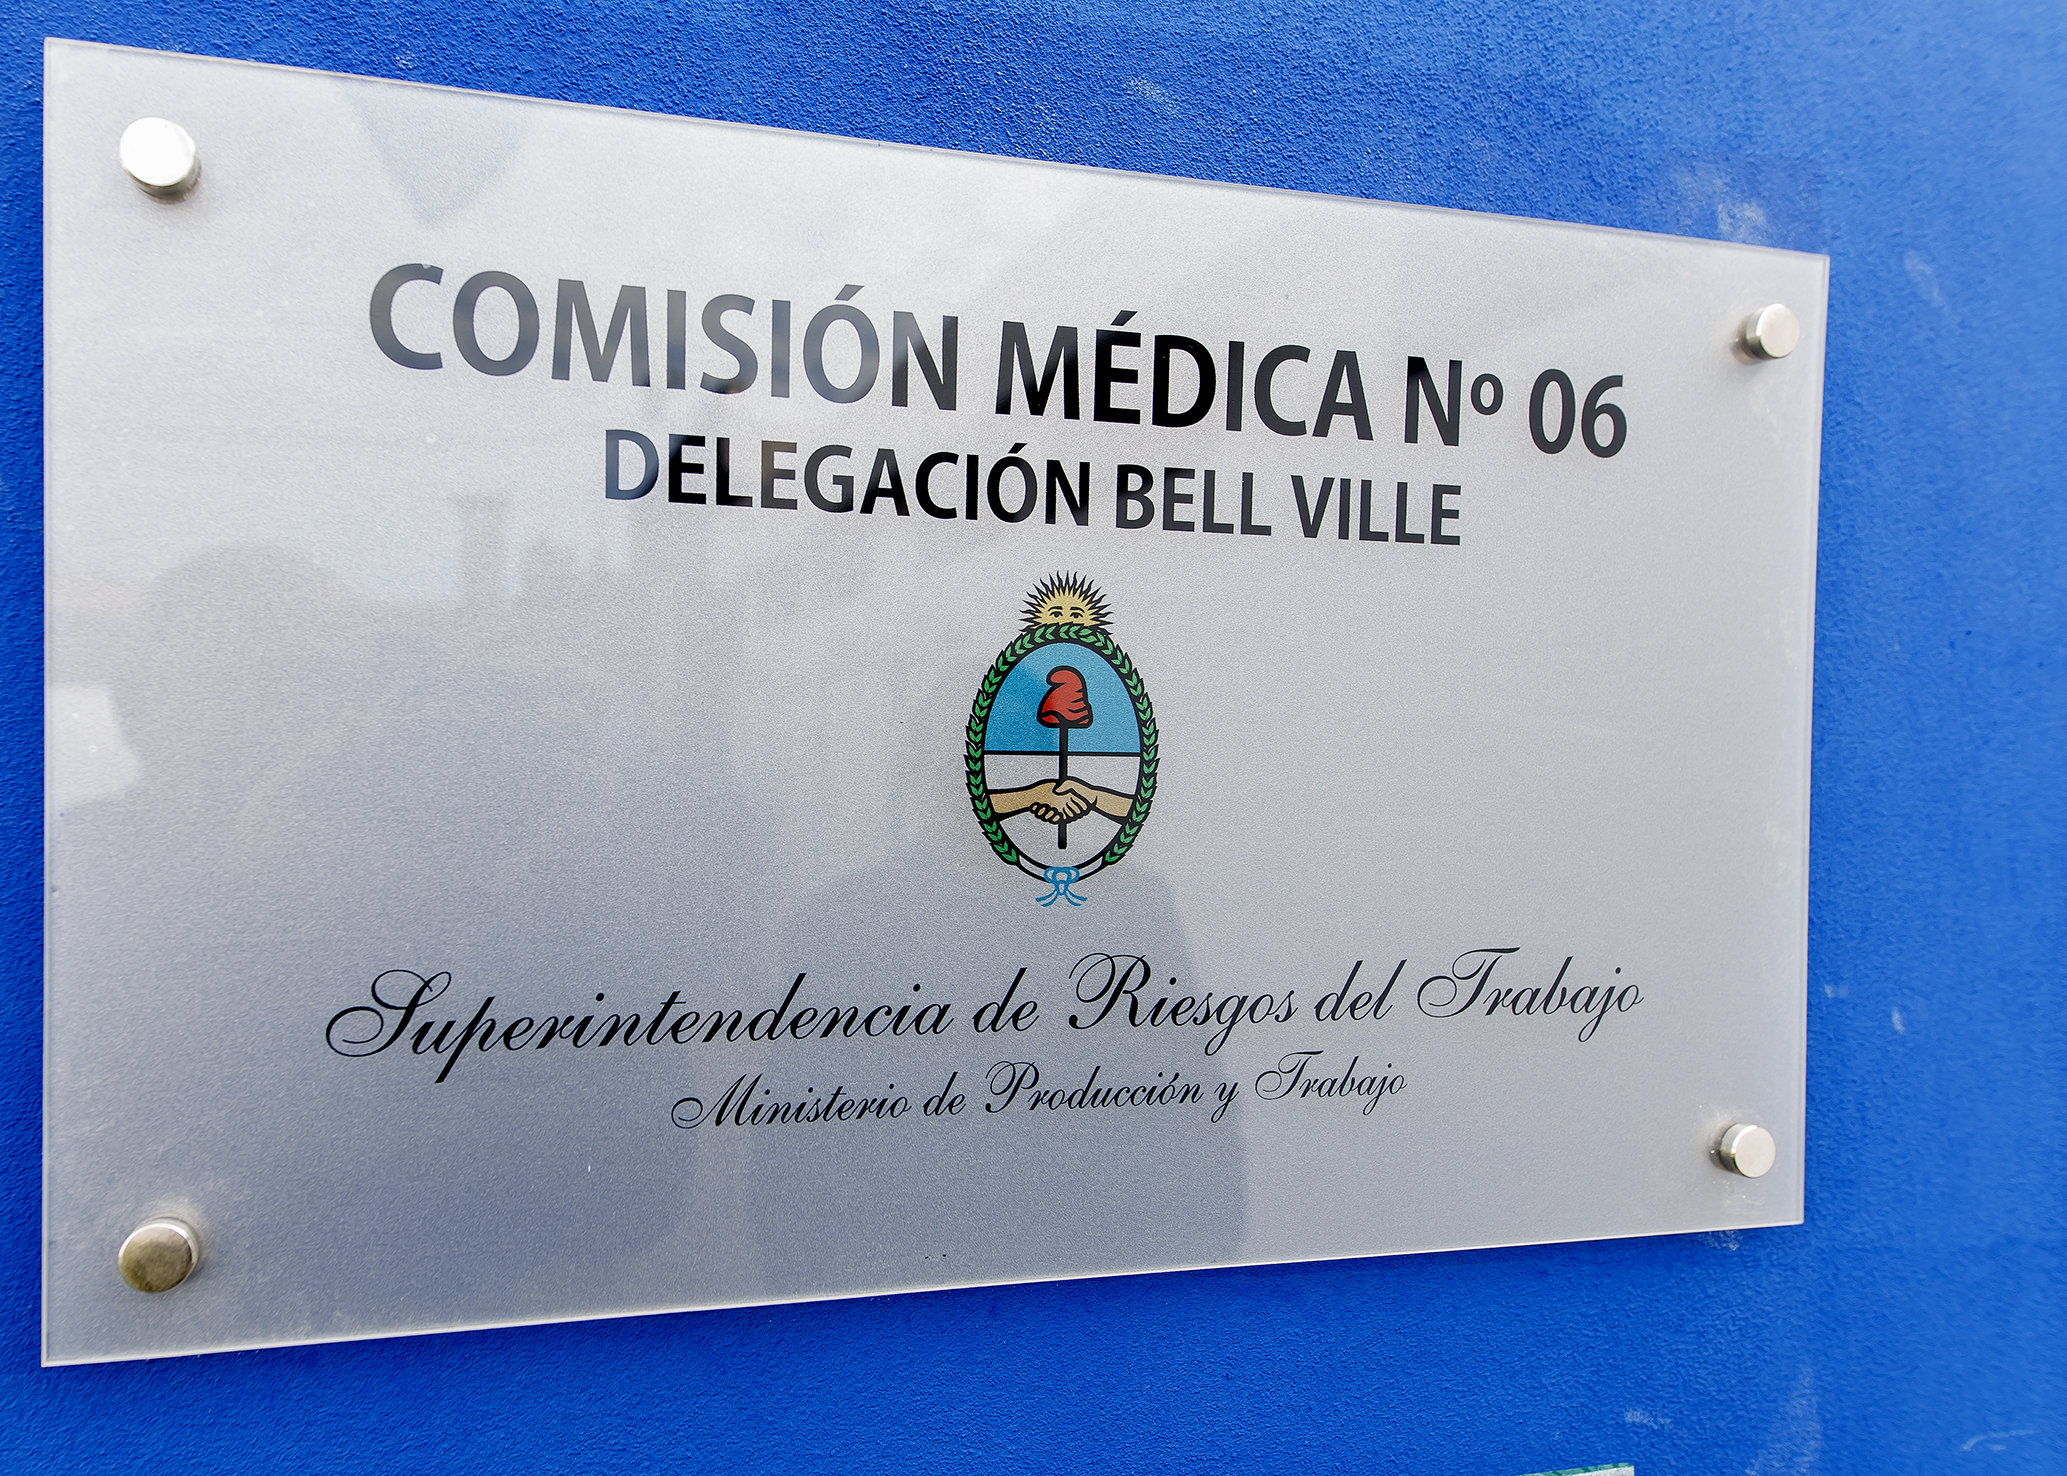 COMISIÓN MÉDICA Nº 06
DELEGACIÓN BELL VILLE
Superintendencia de Riesgos del Trabajo
Ministerio de Producción y Trabajo